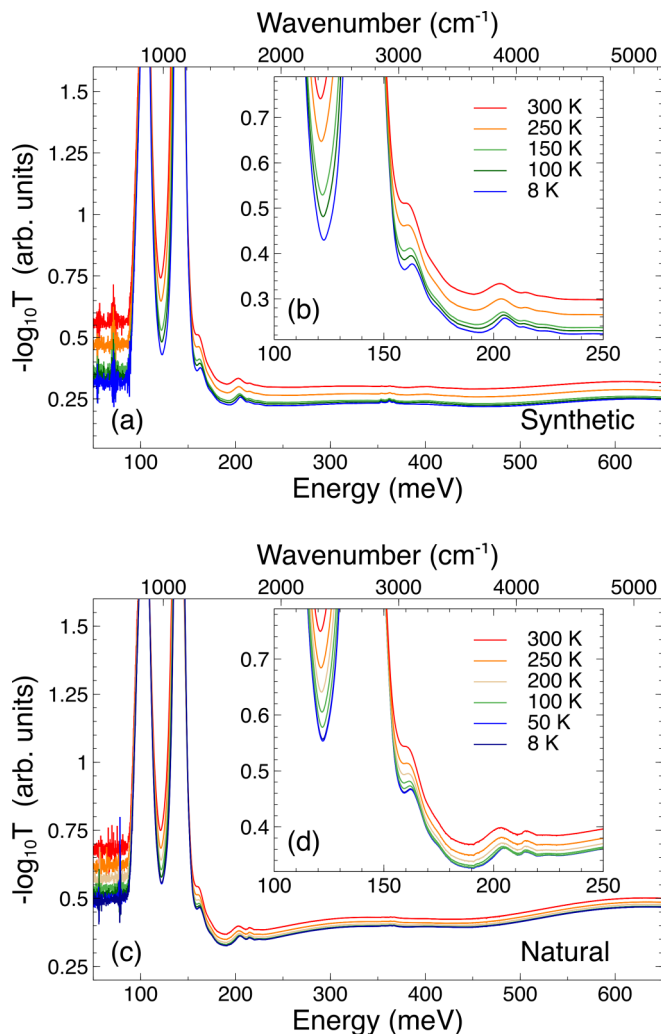 Wavenumber (cm⁻¹)
1000 2000 3000 4000 5000
1.5
1.25
1
0.75
0.5
0.25
-log₁₀T (arb. units)
0.7
0.6
0.5
0.4
0.3
300 K
250 K
150 K
100 K
8 K
(b)
100 150 200 250
(a)
Synthetic
100 200 300 400 500 600
Energy (meV)
Wavenumber (cm⁻¹)
1000 2000 3000 4000 5000
1.5
1.25
1
0.75
0.5
0.25
-log₁₀T (arb. units)
0.7
0.6
0.5
0.4
300 K
250 K
200 K
100 K
50 K
8 K
(d)
100 150 200 250
(c)
Natural
100 200 300 400 500 600
Energy (meV)